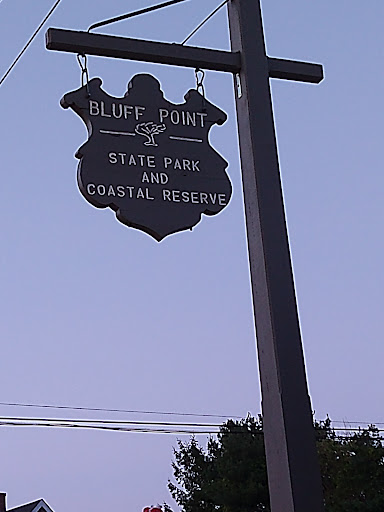 BLUFF POINT
STATE PARK
AND
COASTAL RESERVE